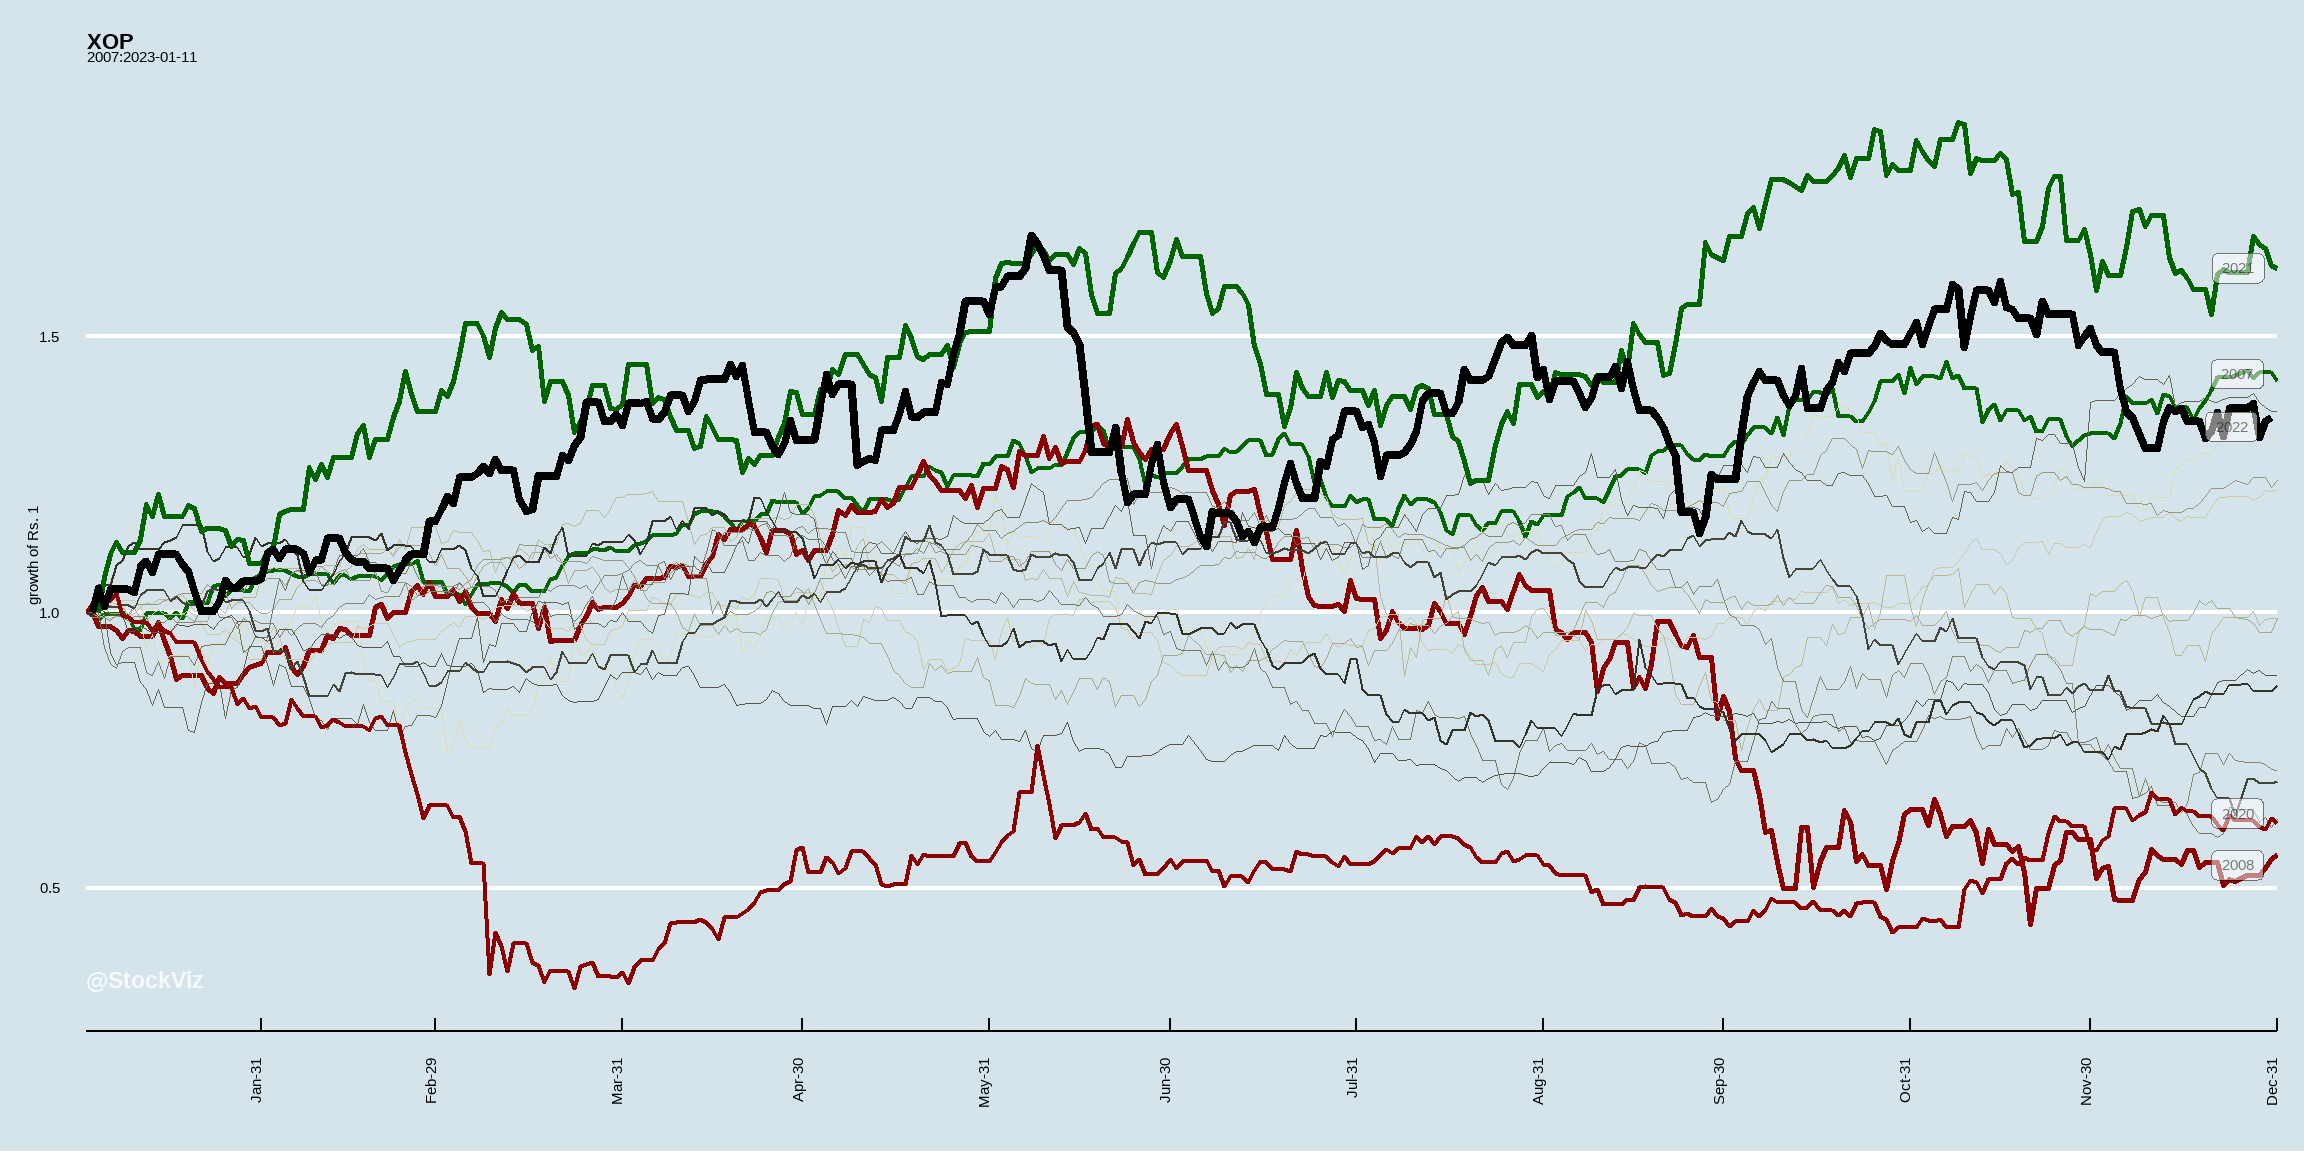 XOP
2007:2023-01-11
growth of Rs. 1
1.5
1.0
0.5
2021
2007
2022
2020
2008
@StockViz
Jan-31
Feb-29
Mar-31
Apr-30
May-31
Jun-30
Jul-31
Aug-31
Sep-30
Oct-31
Nov-30
Dec-31